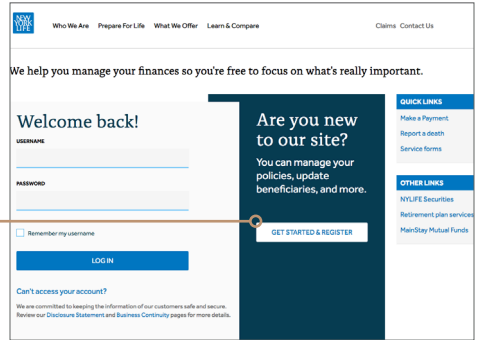 NEW
YORK
LIFE
Who We Are Prepare For Life What We Offer Learn & Compare
Claims Contact Us
We help you manage your finances so you're free to focus on what's really important.
Welcome back!
USERNAME
PASSWORD
Remember my username
LOG IN
Can't access your account?
We are committed to keeping the information of our customers safe and secure.
Review our Disclosure Statement and Business Continuity pages for more details.
Are you new
to our site?
You can manage your
policies, update
beneficiaries, and more.
GET STARTED & REGISTER
QUICK LINKS
Make a Payment
Report a death
Service forms
OTHER LINKS
NYLIFE Securities
Retirement plan services
MainStay Mutual Funds